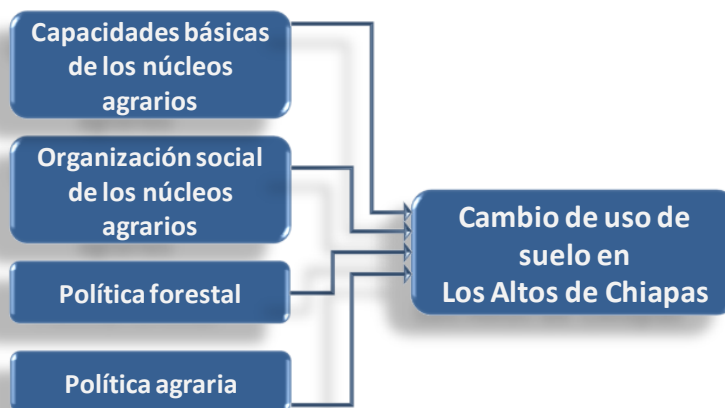 Capacidades básicas
de los núcleos
agrarios
Organización social
de los núcleos
agrarios
Política forestal
Política agraria
Cambio de uso de
suelo en
Los Altos de Chiapas